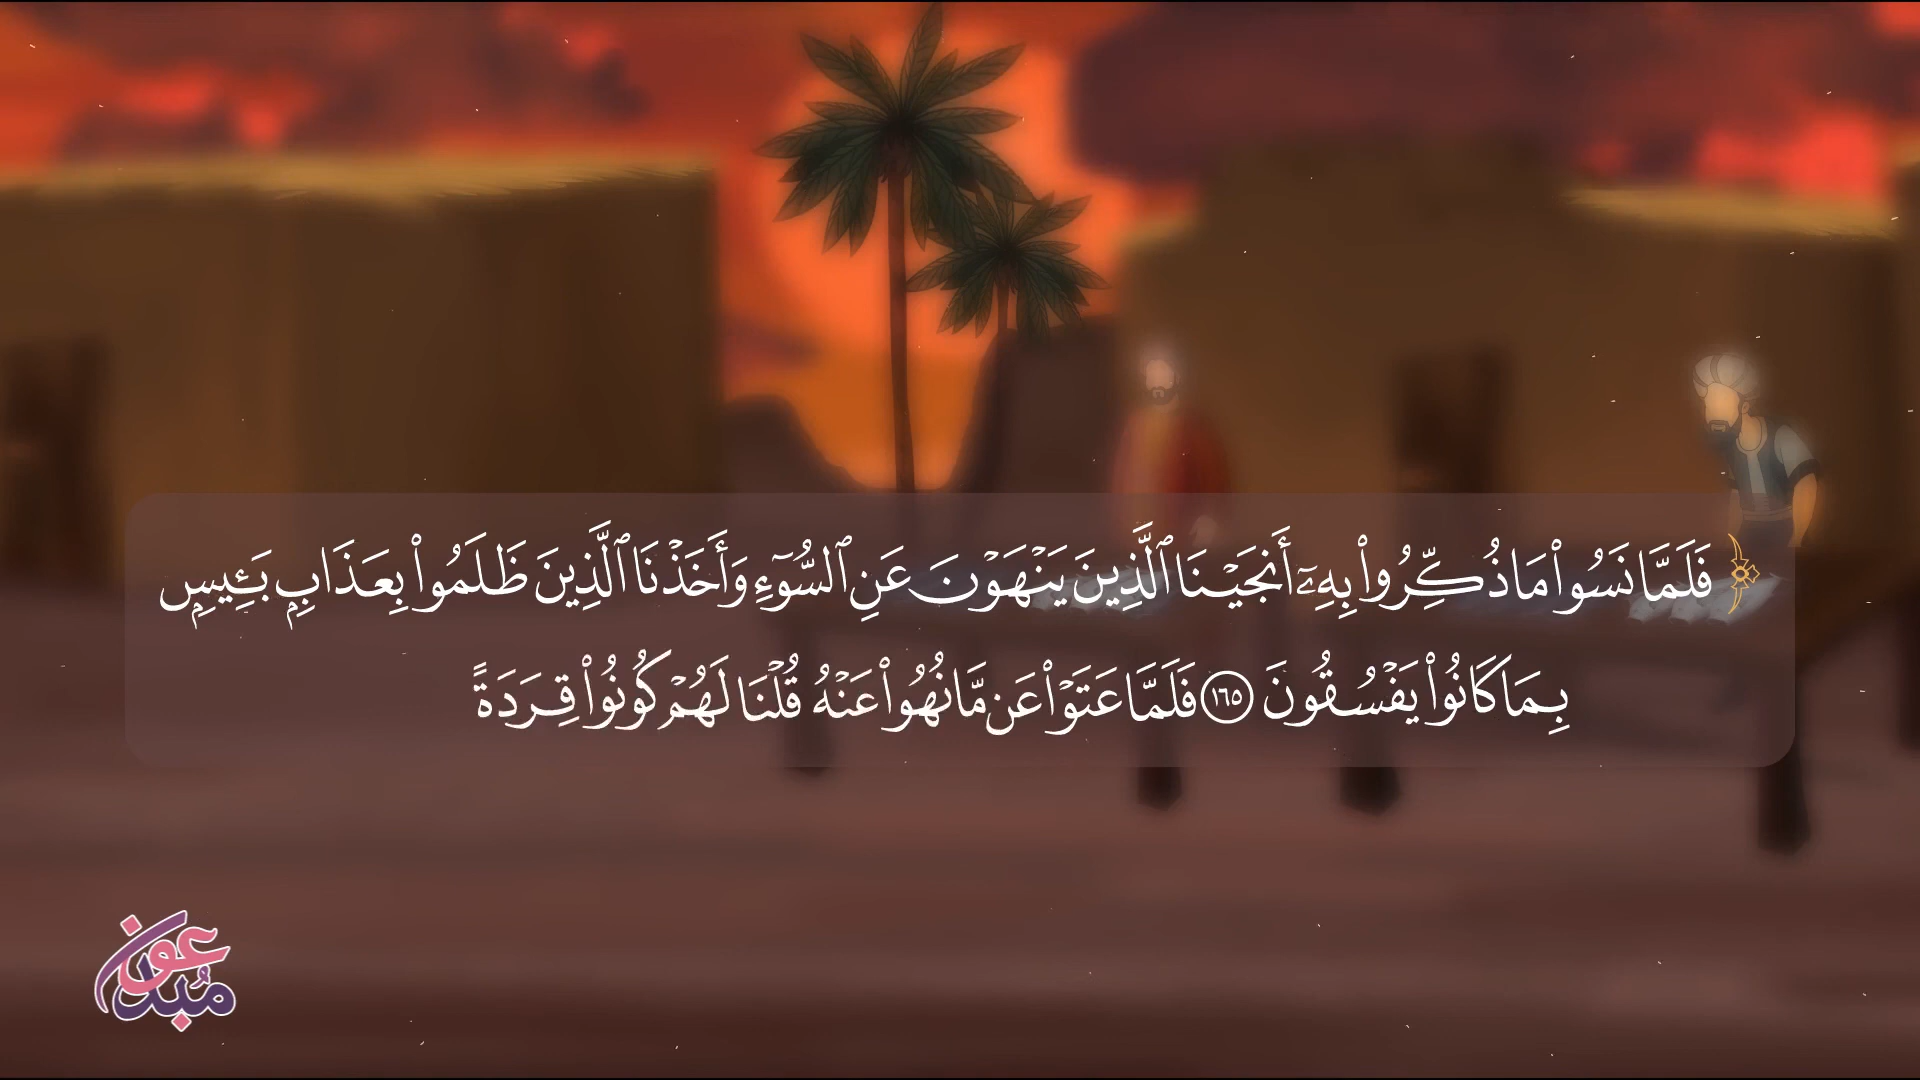 ﴿ فَلَمَّا نَسُوا۟ مَا ذُكِّرُوا۟ بِهِۦٓ أَنجَيْنَا ٱلَّذِينَ يَنْهَوْنَ عَنِ ٱلسُّوٓءِ وَأَخَذْنَا ٱلَّذِينَ ظَلَمُوا۟ بِعَذَابٍۭ بَـِٔيسٍۭ
بِمَا كَانُوا۟ يَفْسُقُونَ ١٦٥ فَلَمَّا عَتَوْا۟ عَن مَّا نُهُوا۟ عَنْهُ قُلْنَا لَهُمْ كُونُوا۟ قِرَدَةً
مُبدعون